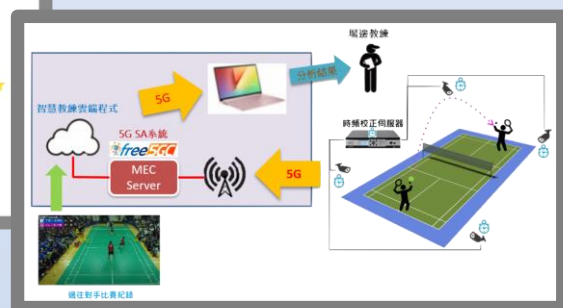 場邊教練
5G
分析結果
智慧教練雲端程式
5G SA系統
free5GC
MEC
Server
5G
時頻校正伺服器
過往對手比賽紀錄